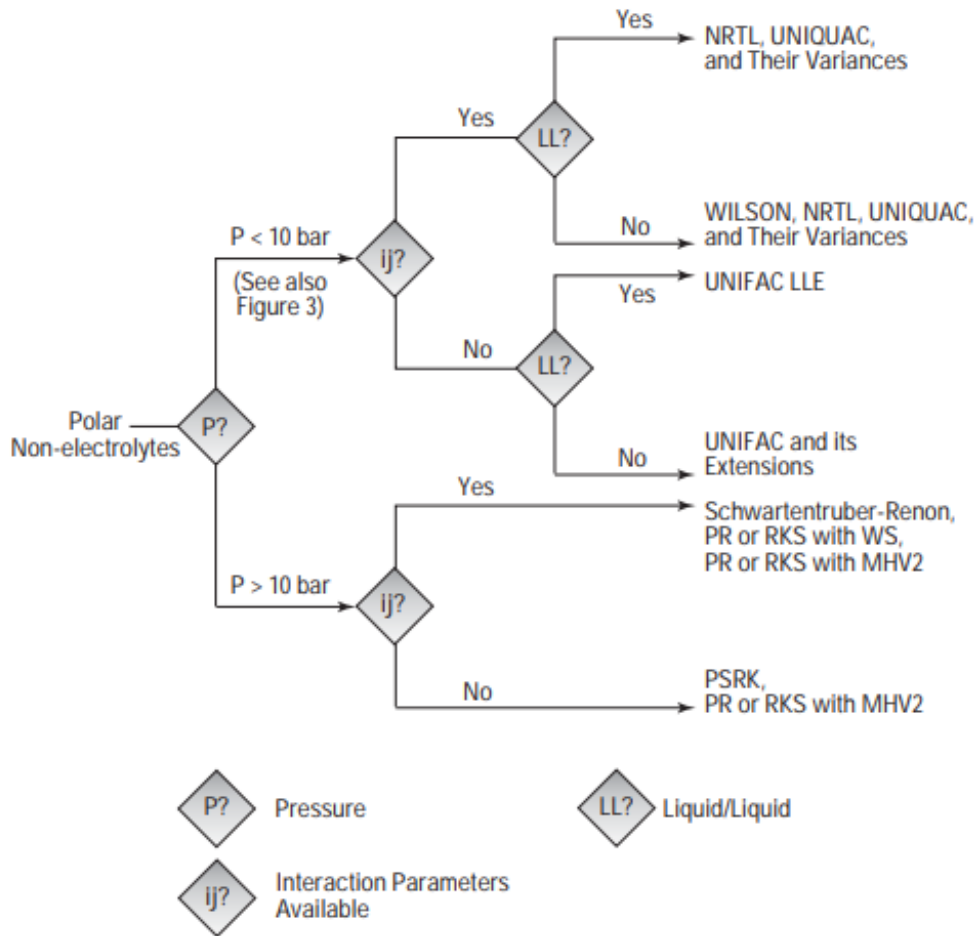 Yes
NRTL, UNIQUAC,
and Their Variances
Yes
LL?
No
WILSON, NRTL, UNIQUAC,
and Their Variances
P < 10 bar
(See also
Figure 3)
ij?
Yes
UNIFAC LLE
No
LL?
Polar
Non-electrolytes
P?
No
UNIFAC and its
Extensions
Yes
Schwartentruber-Renon,
PR or RKS with WS,
PR or RKS with MHV2
P > 10 bar
ij?
No
PSRK,
PR or RKS with MHV2
P?
Pressure
LL?
Liquid/Liquid
ij?
Interaction Parameters
Available